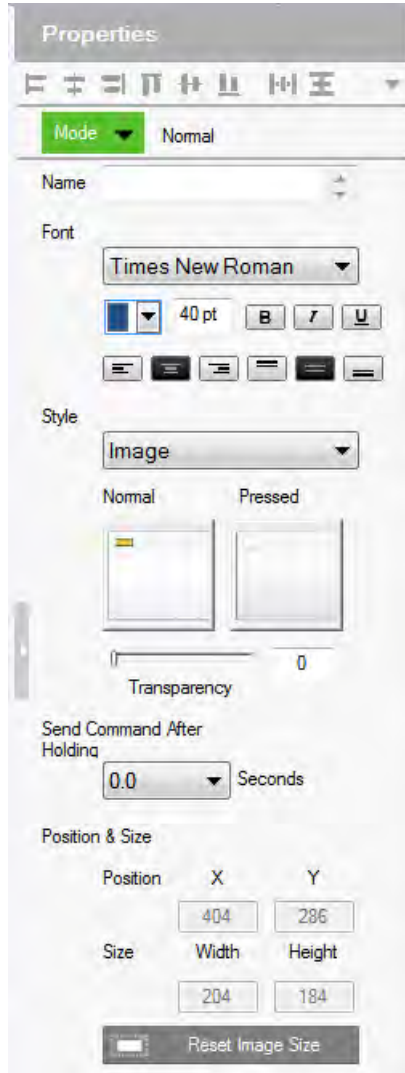 Properties
Mode Normal
Name
Font
Times New Roman
40 pt B I U
Style
Image
Normal Pressed
0
Transparency
Send Command After
Holding
0.0 Seconds
Position & Size
Position X Y
404 286
Size Width Height
204 184
Reset Image Size